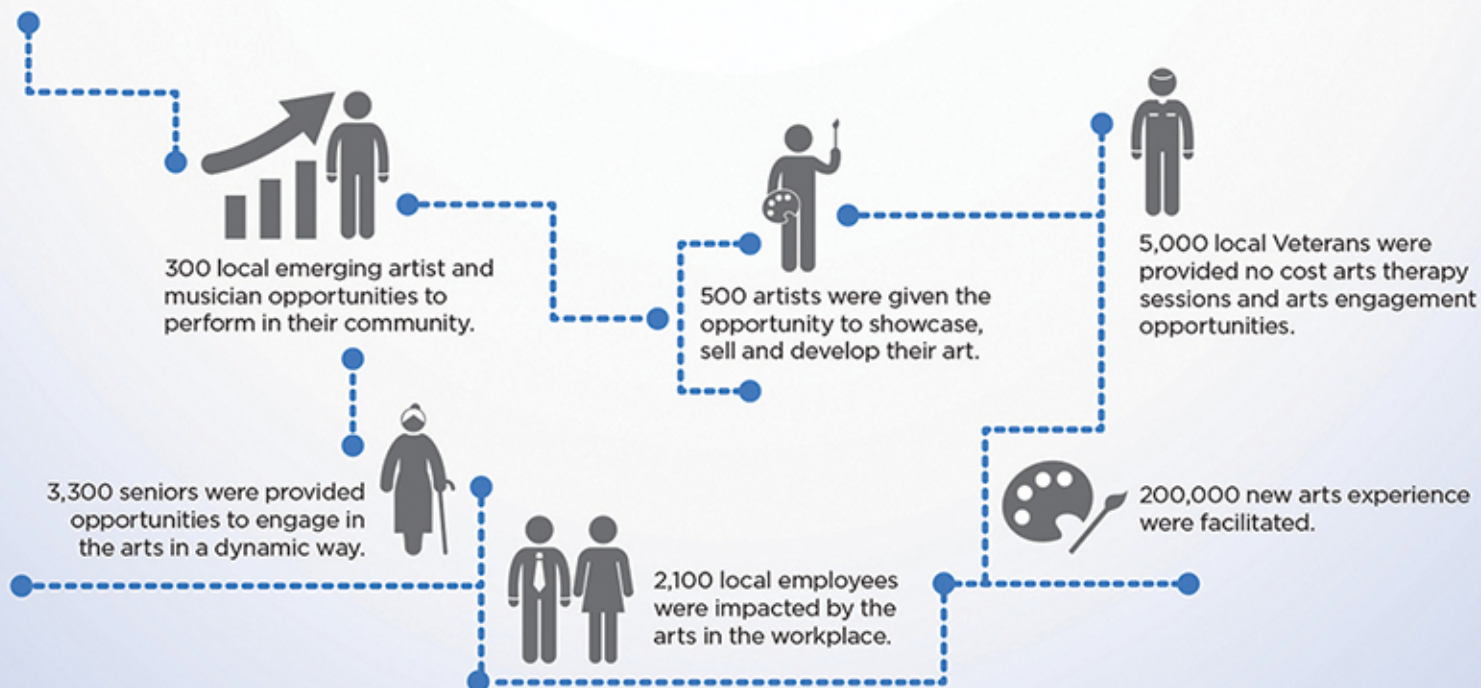 300 local emerging artist and
musician opportunities to
perform in their community.
500 artists were given the
opportunity to showcase,
sell and develop their art.
5,000 local Veterans were
provided no cost arts therapy
sessions and arts engagement
opportunities.
3,300 seniors were provided
opportunities to engage in
the arts in a dynamic way.
2,100 local employees
were impacted by the
arts in the workplace.
200,000 new arts experience
were facilitated.